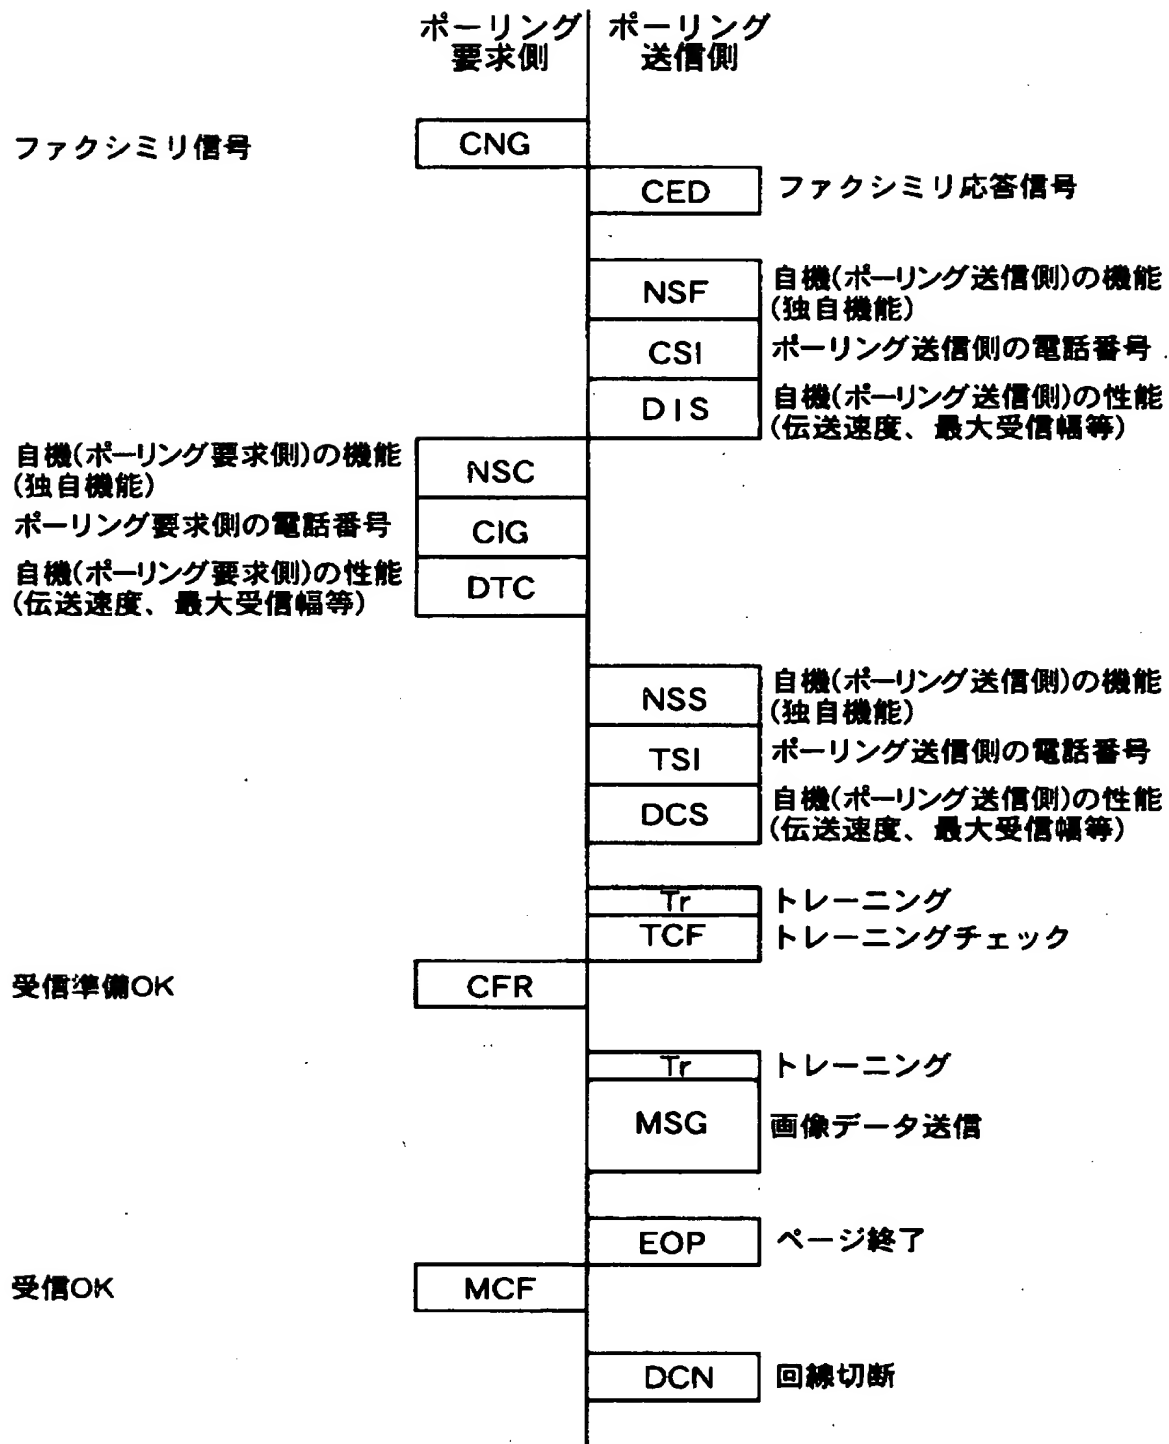 ポーリング
要求側
ポーリング
送信側
ファクシミリ信号
CNG
CED
ファクシミリ応答信号
NSF
自機(ポーリング送信側)の機能
(独自機能)
CSI
ポーリング送信側の電話番号
DIS
自機(ポーリング送信側)の性能
(伝送速度、最大受信幅等)
自機(ポーリング要求側)の機能
(独自機能)
NSC
ポーリング要求側の電話番号
CIG
自機(ポーリング要求側)の性能
(伝送速度、最大受信幅等)
DTC
NSS
自機(ポーリング送信側)の機能
(独自機能)
TSI
ポーリング送信側の電話番号
DCS
自機(ポーリング送信側)の性能
(伝送速度、最大受信幅等)
Tr
トレーニング
TCF
トレーニングチェック
受信準備OK
CFR
Tr
トレーニング
MSG
画像データ送信
EOP
ページ終了
受信OK
MCF
DCN
回線切断